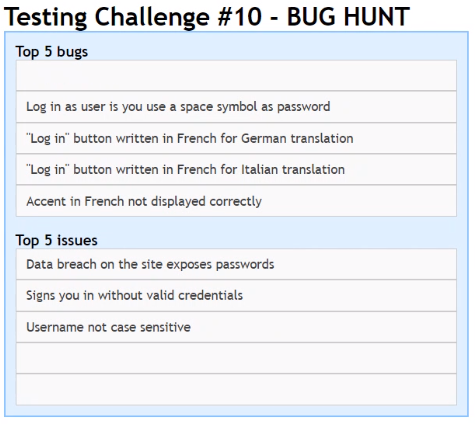 Testing Challenge #10 - BUG HUNT
Top 5 bugs
Log in as user is you use a space symbol as password
"Log in" button written in French for German translation
"Log in" button written in French for Italian translation
Accent in French not displayed correctly
Top 5 issues
Data breach on the site exposes passwords
Signs you in without valid credentials
Username not case sensitive